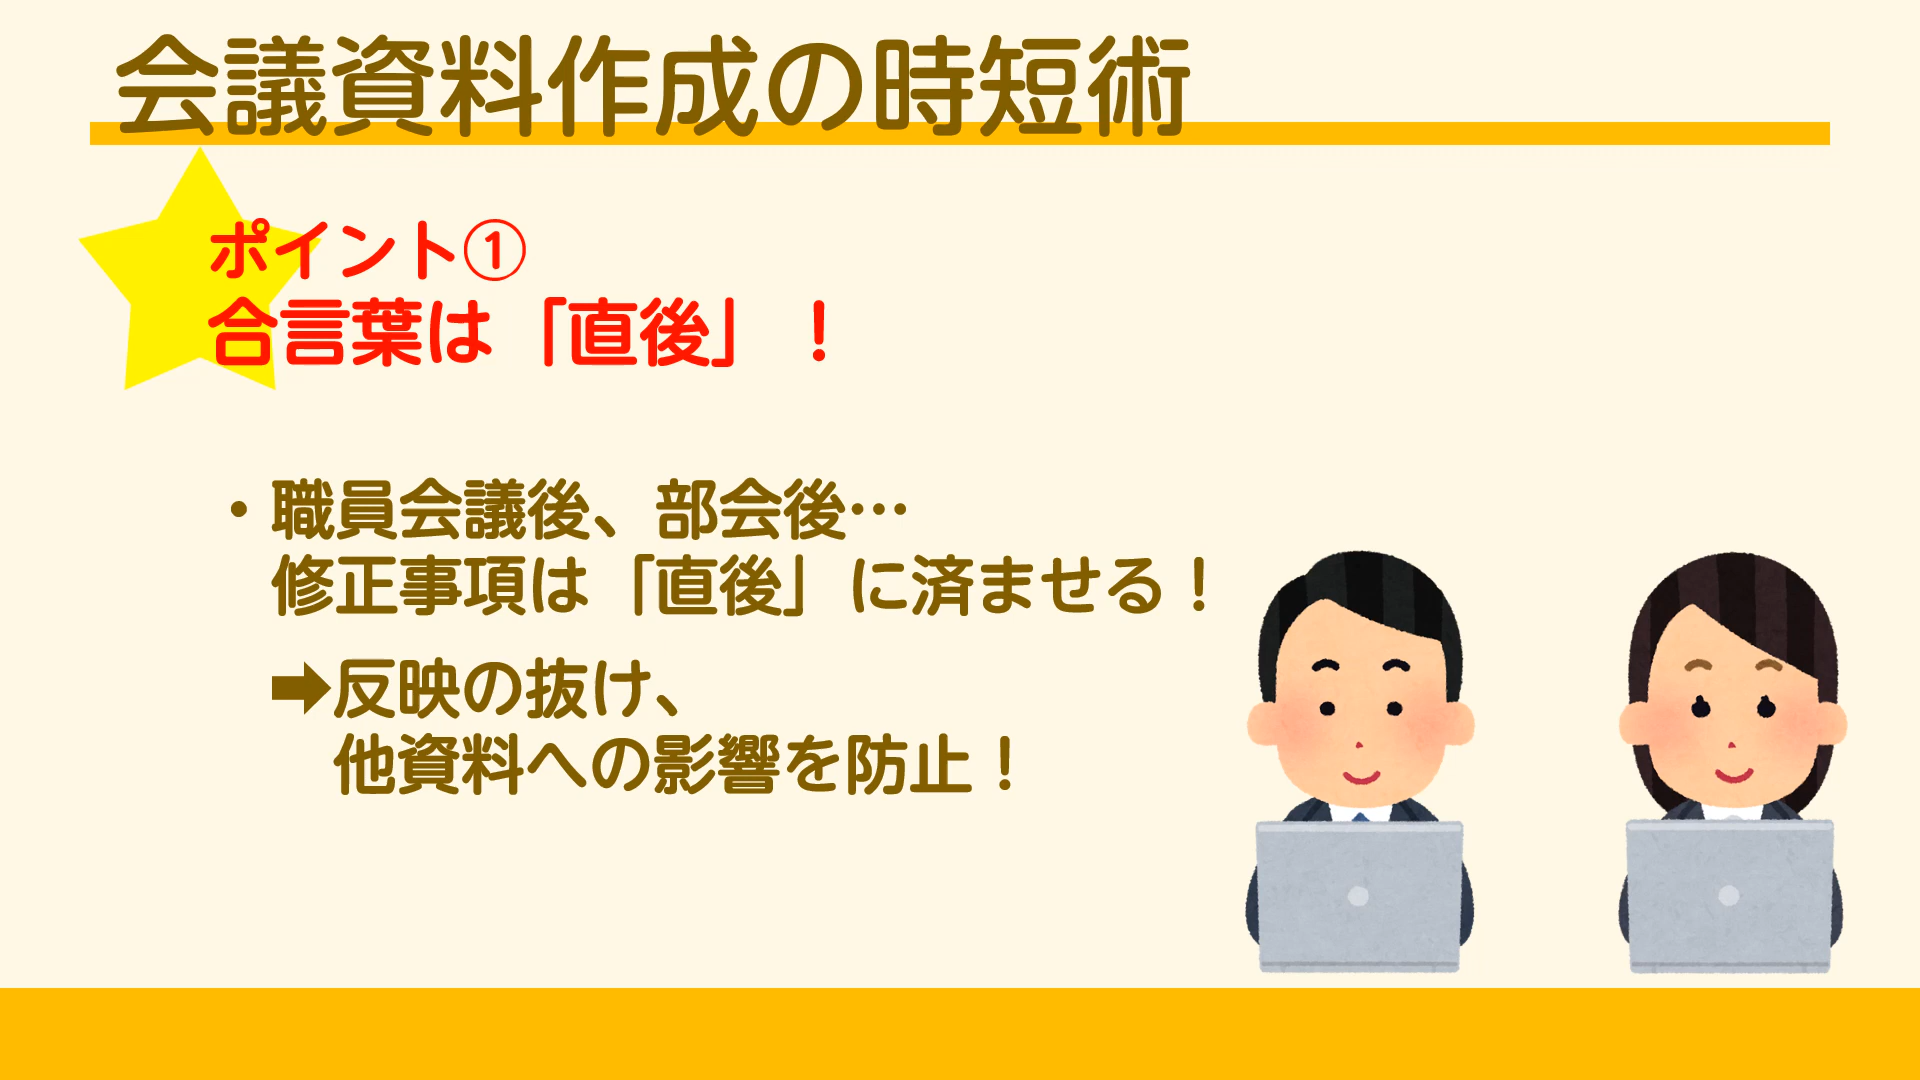 会議資料作成の時短術
ポイント①
合言葉は「直後」！
・職員会議後、部会後…
修正事項は「直後」に済ませる！
➡反映の抜け、
他資料への影響を防止！